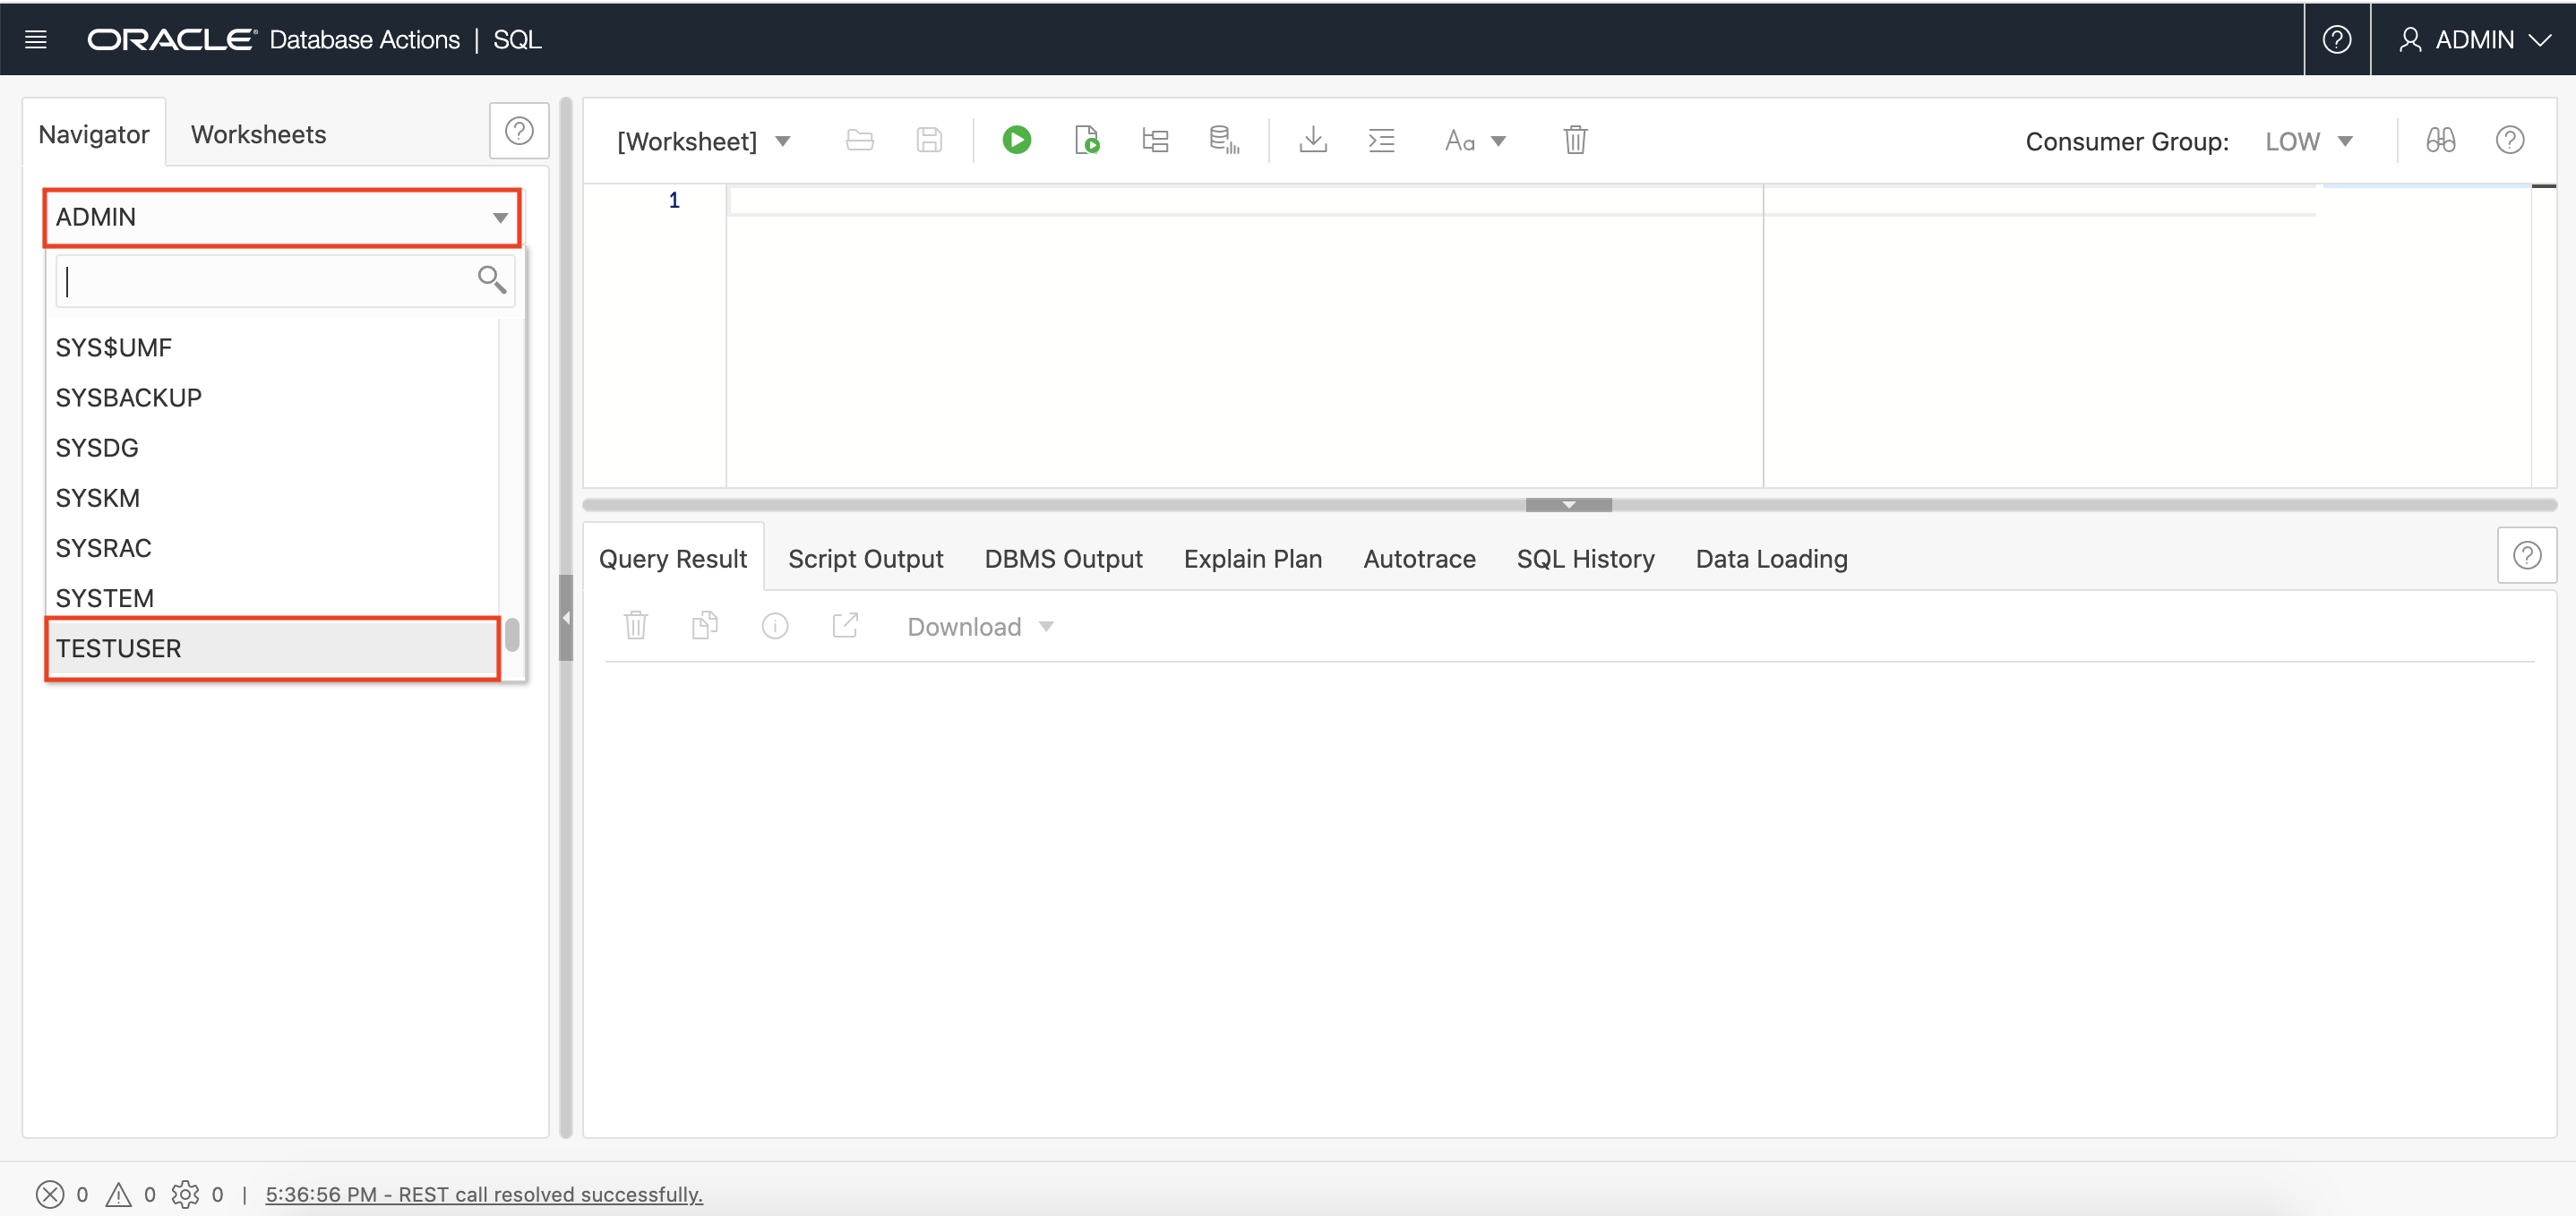 ORACLE Database Actions | SQL
ADMIN
Navigator
Worksheets
[Worksheet]
Aa
Consumer Group: LOW
ADMIN
1
SYS$UMF
SYSBACKUP
SYSDG
SYSKM
SYSRAC
SYSTEM
TESTUSER
Query Result
Script Output
DBMS Output
Explain Plan
Autotrace
SQL History
Data Loading
Download
0 0 0 | 5:36:56 PM - REST call resolved successfully.